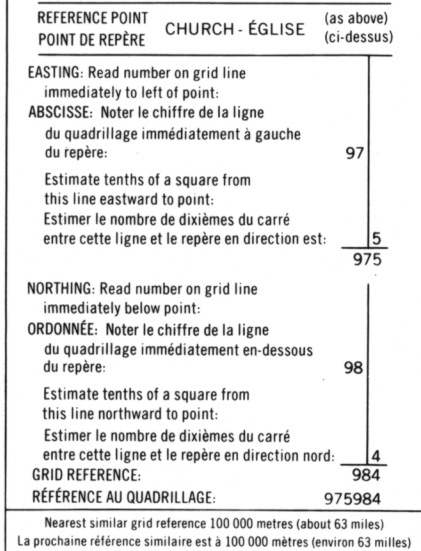 REFERENCE POINT
POINT DE REPÈRE
CHURCH - ÉGLISE
(as above)
(ci-dessus)
EASTING: Read number on grid line
immediately to left of point:
ABSCISSE: Noter le chiffre de la ligne
du quadrillage immédiatement à gauche
du repère: 97
Estimate tenths of a square from
this line eastward to point:
Estimer le nombre de dixièmes du carré
entre cette ligne et le repère en direction est: 5
975
NORTHING: Read number on grid line
immediately below point:
ORDONNÉE: Noter le chiffre de la ligne
du quadrillage immédiatement en-dessous
du repère: 98
Estimate tenths of a square from
this line northward to point:
Estimer le nombre de dixièmes du carré
entre cette ligne et le repère en direction nord: 4
GRID REFERENCE: 984
RÉFÉRENCE AU QUADRILLAGE: 975984
Nearest similar grid reference 100 000 metres (about 63 miles)
La prochaine référence similaire est à 100 000 mètres (environ 63 milles)